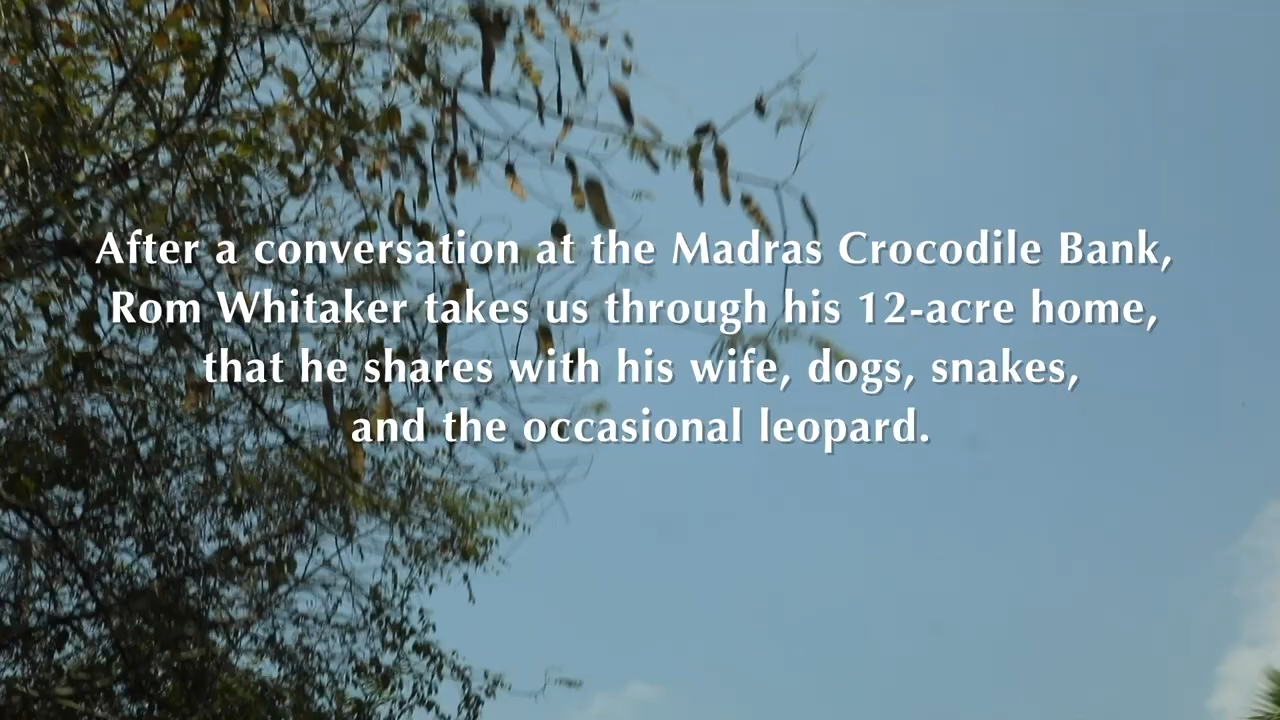 After a conversation at the Madras Crocodile Bank,
Rom Whitaker takes us through his 12-acre home,
that he shares with his wife, dogs, snakes,
and the occasional leopard.